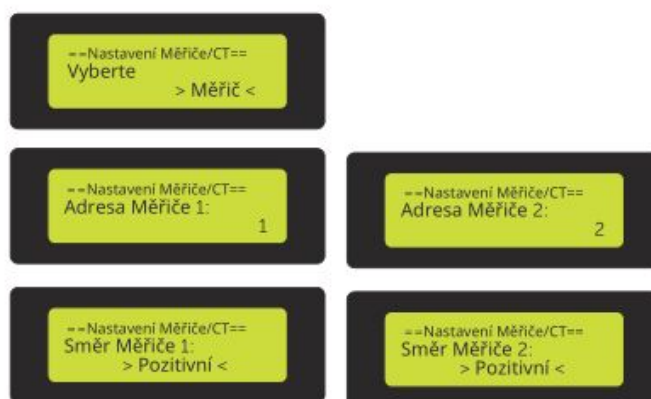 ==Nastavení Měřiče/CT==
Vyberte
> Měřič <
==Nastavení Měřiče/CT==
Adresa Měřiče 1:
1
==Nastavení Měřiče/CT==
Adresa Měřiče 2:
2
==Nastavení Měřiče/CT==
Směr Měřiče 1:
> Pozitivní <
==Nastavení Měřiče/CT==
Směr Měřiče 2:
> Pozitivní <